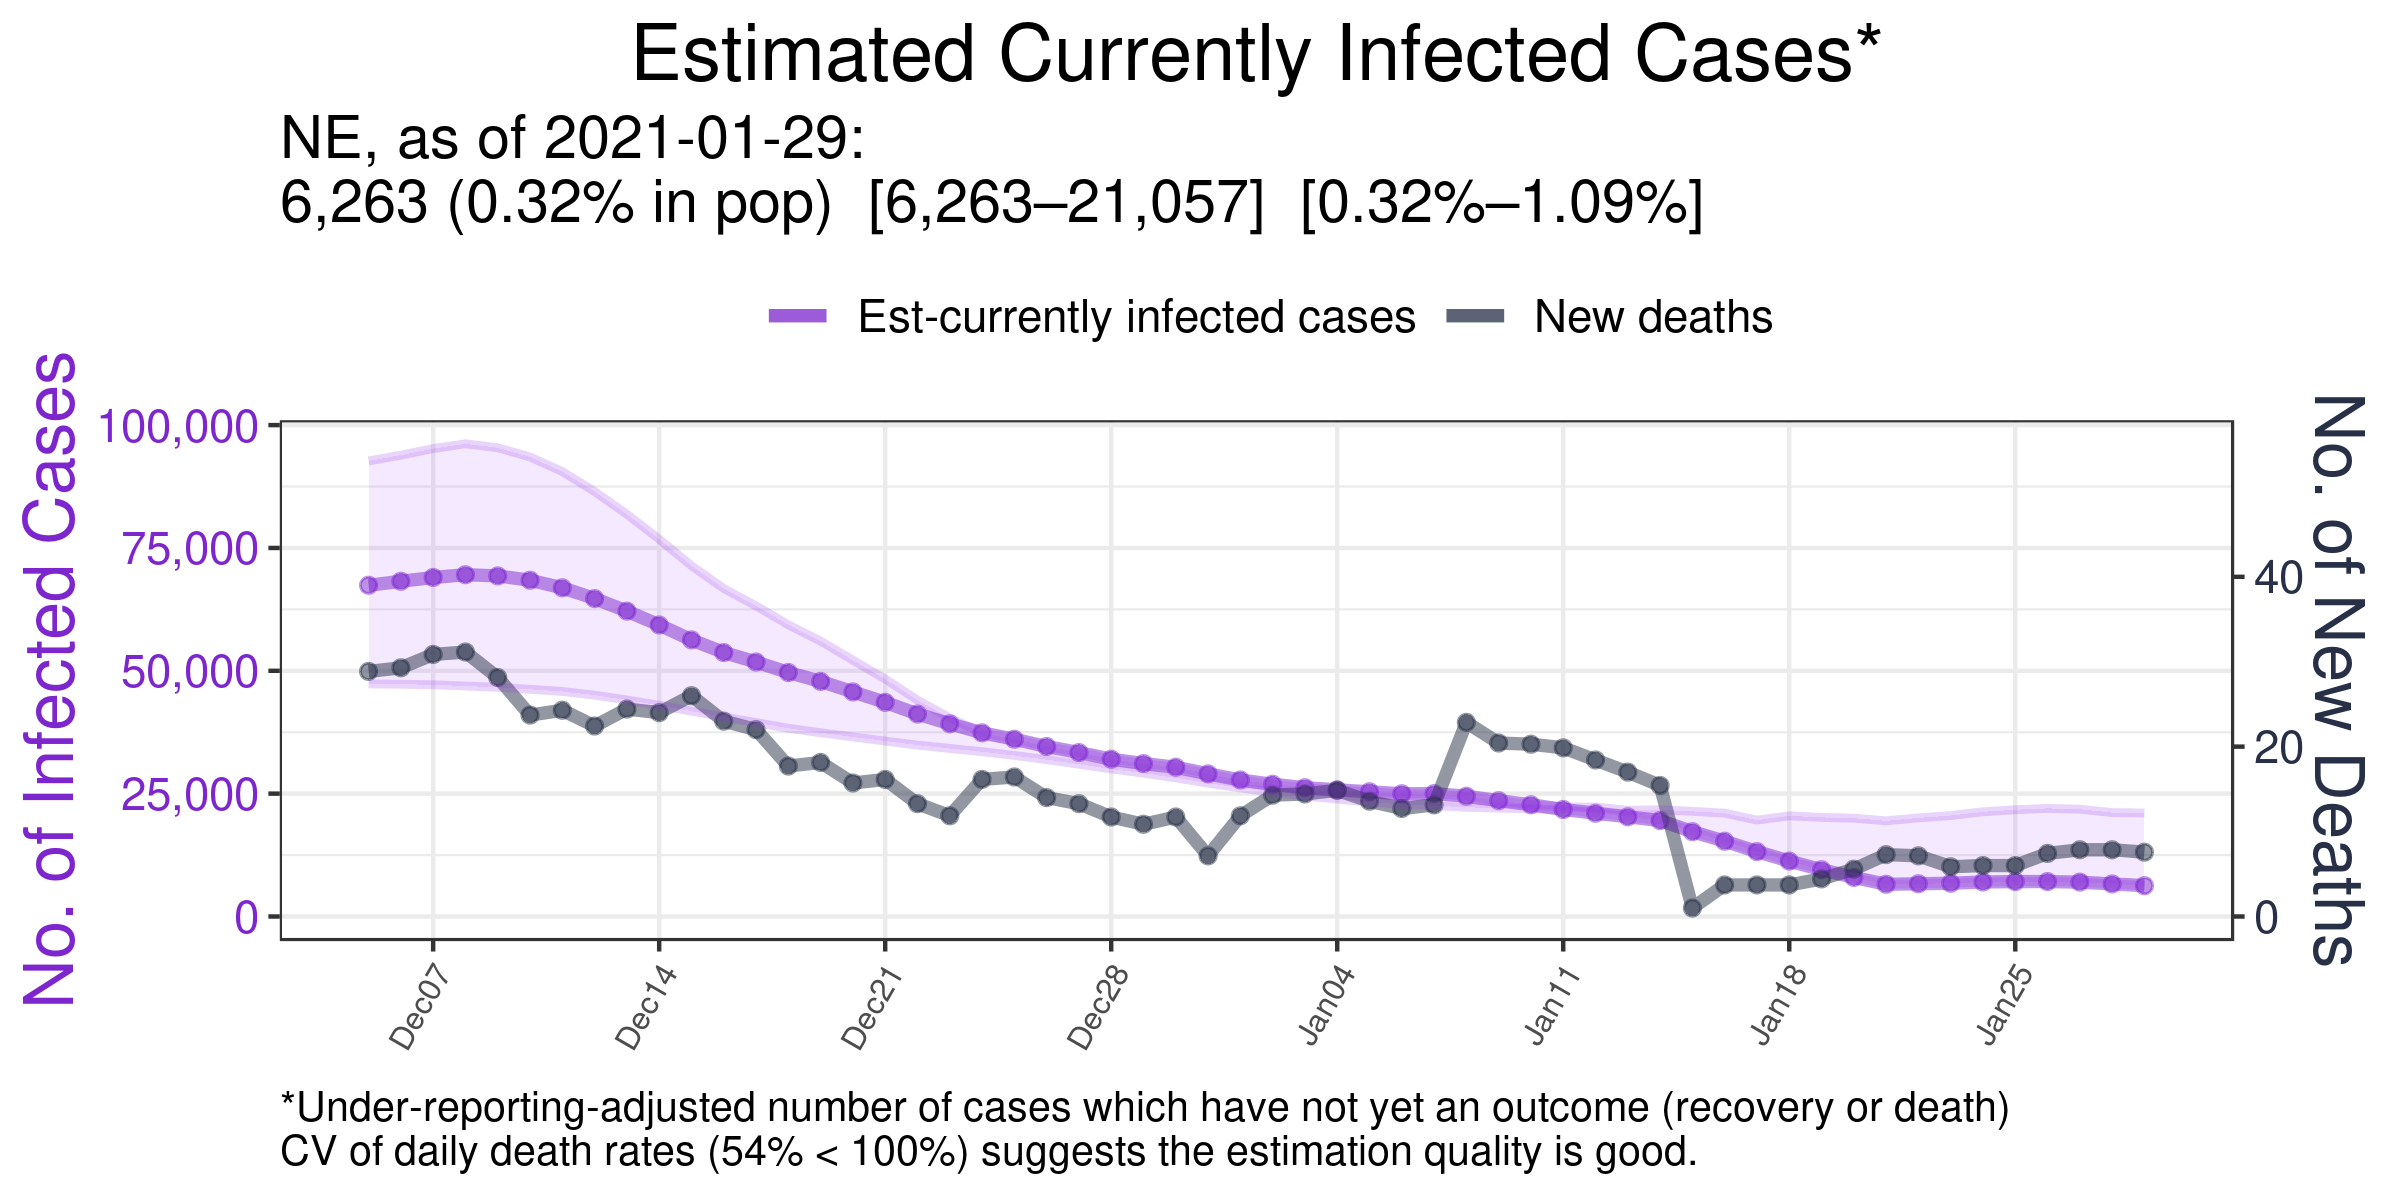 Estimated Currently Infected Cases*
NE, as of 2021-01-29:
6,263 (0.32% in pop)  [6,263–21,057]  [0.32%–1.09%]
Est-currently infected cases
New deaths
No. of Infected Cases
100,000
75,000
50,000
25,000
0
No. of New Deaths
40
20
0
Dec07
Dec14
Dec21
Dec28
Jan04
Jan11
Jan18
Jan25
*Under-reporting-adjusted number of cases which have not yet an outcome (recovery or death)
CV of daily death rates (54% < 100%) suggests the estimation quality is good.